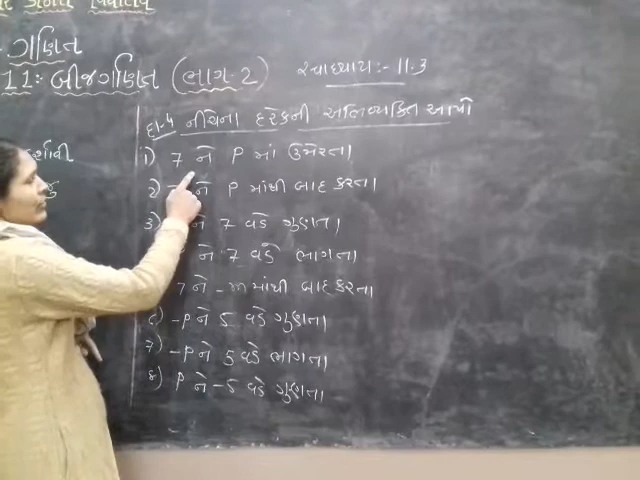 ગણિત
11:- બીજગણિત (ભાગ-2)
સ્વાધ્યાય:- 11.3
દા-4 નીચેના દરેકની અભિવ્યક્તિ આપો
1) 7 ને P માં ઉમેરતા
2) ને P માંથી બાદ કરતા
3) ને 7 વડે ગુણતા
ને 7 વડે ભાગતા
7 ને -m માંથી બાદ કરતા
6) -P ને 5 વડે ગુણતા
7) -P ને 5 વડે ભાગતા
8) P ને -5 વડે ગુણતા